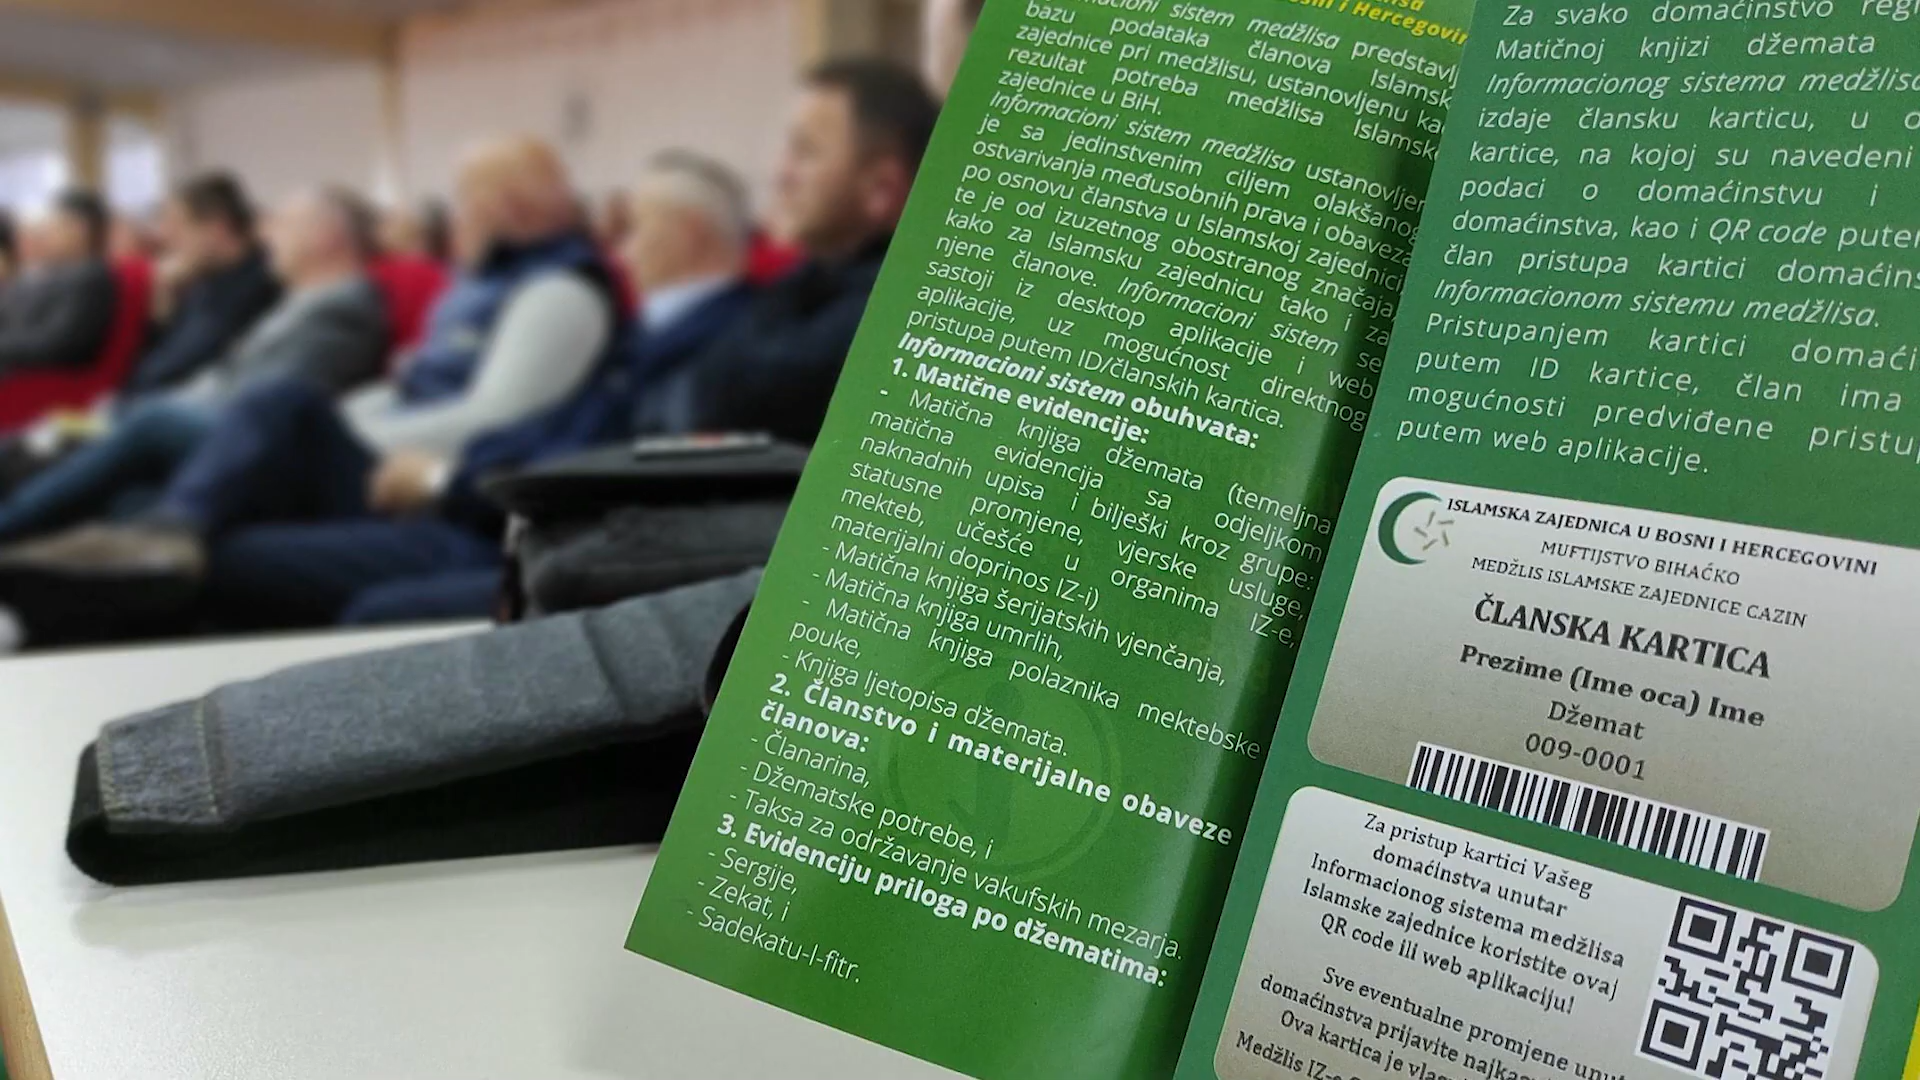 bazu podataka članova Islamsk
zajednice pri medžlisu, ustanovljenu ka
rezultat potreba medžlisa Islamske
zajednice u BiH.
Informacioni sistem medžlisa ustanovljen
je sa jedinstvenim ciljem olakšanog
ostvarivanja međusobnih prava i obaveza
po osnovu članstva u Islamskoj zajednici
te je od izuzetnog obostranog značaja,
kako za Islamsku zajednicu tako i za
njene članove. Informacioni sistem se
sastoji iz desktop aplikacije i web
aplikacije, uz mogućnost direktnog
pristupa putem ID/članskih kartica.
Informacioni sistem obuhvata:
1. Matične evidencije:
- Matična knjiga džemata (temeljna
matična evidencija sa odjeljkom
naknadnih upisa i bilješki kroz grupe:
statusne promjene, vjerske usluge,
mekteb, učešće u organima IZ-e,
materijalni doprinos IZ-i)
- Matična knjiga šerijatskih vjenčanja,
- Matična knjiga umrlih,
- Matična knjiga polaznika mektebske
pouke,
- Knjiga ljetopisa džemata.
2. Članstvo i materijalne obaveze
članova:
- Članarina,
- Džematske potrebe, i
- Taksa za održavanje vakufskih mezarja.
3. Evidenciju priloga po džematima:
- Sergije,
- Zekat, i
- Sadekatu-l-fitr.
Za svako domaćinstvo
Matičnoj knjizi džemata
Informacionog sistema medžlisa
izdaje člansku karticu, u
kartice, na kojoj su navedeni
podaci o domaćinstvu i
domaćinstva, kao i QR code putem
član pristupa kartici domaćins
Informacionom sistemu medžlisa.
Pristupanjem kartici domaći
putem ID kartice, član ima
mogućnosti predviđene pristu
putem web aplikacije.
ISLAMSKA ZAJEDNICA U BOSNI I HERCEGOVINI
MUFTIJSTVO BIHAĆKO
MEDŽLIS ISLAMSKE ZAJEDNICE CAZIN
ČLANSKA KARTICA
Prezime (Ime oca) Ime
Džemat
009-0001
Za pristup kartici Vašeg
domaćinstva unutar
Informacionog sistema medžlisa
Islamske zajednice koristite ovaj
QR code ili web aplikaciju!
Sve eventualne promjene unu
domaćinstva prijavite najka
Ova kartica je vlas
Medžlis IZ-e